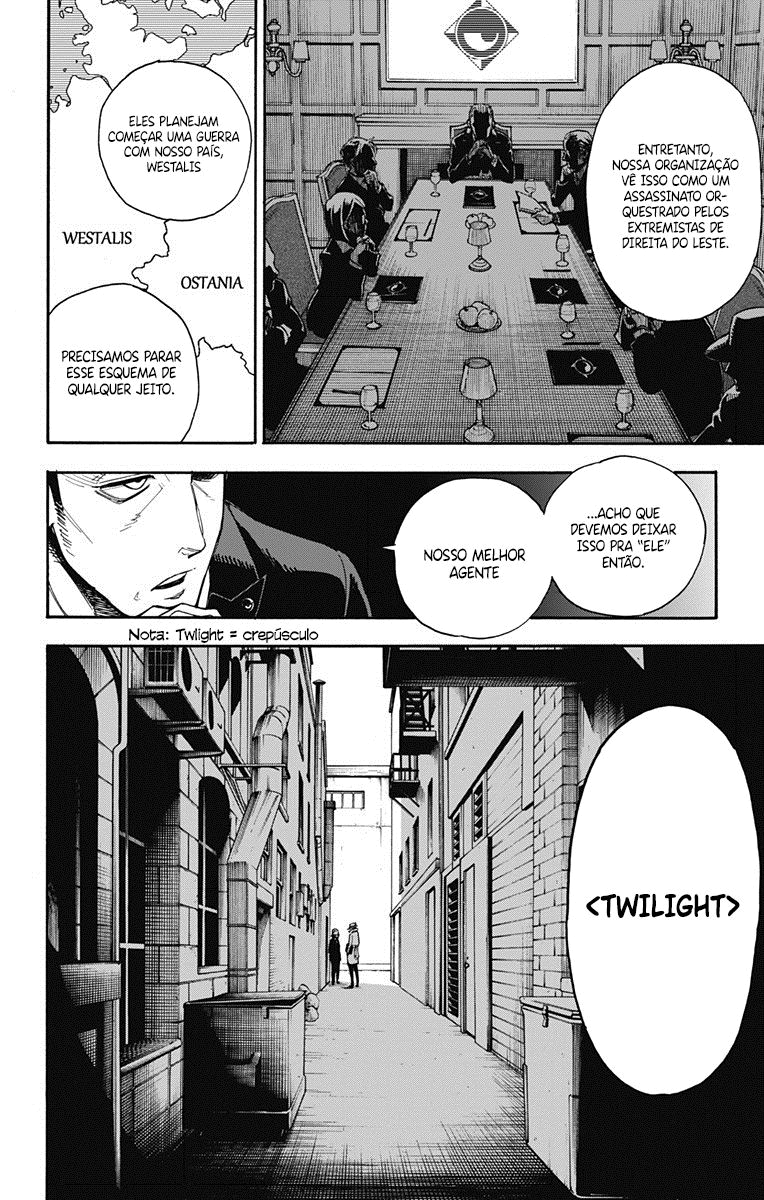 ENTRETANTO,
NOSSA ORGANIZAÇÃO
VÊ ISSO COMO UM
ASSASSINATO OR-
QUESTRADO PELOS
EXTREMISTAS DE
DIREITA DO LESTE.
ELES PLANEJAM
COMEÇAR UMA GUERRA
COM NOSSO PAÍS,
WESTALIS
WESTALIS
OSTANIA
PRECISAMOS PARAR
ESSE ESQUEMA DE
QUALQUER JEITO.
...ACHO QUE
DEVEMOS DEIXAR
ISSO PRA “ELE”
ENTÃO.
NOSSO MELHOR
AGENTE
Nota: Twilight = crepúsculo
<TWILIGHT>